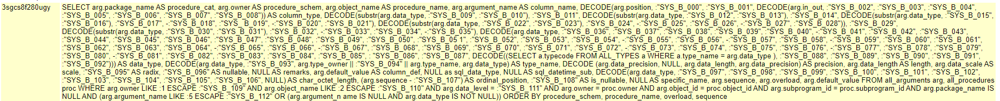 3sgcs8f280ugy SELECT arg.package_name AS procedure_cat, arg.owner AS procedure_schem, arg.object_name AS procedure_name, arg.argument_name AS column_name, DECODE(arg.position, :"SYS_B_000", :"SYS_B_001", DECODE(arg.in_out, :"SYS_B_002", :"SYS_B_003", :"SYS_B_004",
:"SYS_B_005", :"SYS_B_006", :"SYS_B_007", :"SYS_B_008")) AS column_type, DECODE(substr(arg.data_type, :"SYS_B_009", :"SYS_B_010"), :"SYS_B_011", DECODE(substr(arg.data_type, :"SYS_B_012", :"SYS_B_013"), :"SYS_B_014", DECODE(substr(arg.data_type, :"SYS_B_015",
:"SYS_B_016"), :"SYS_B_017", -:"SYS_B_018", :"SYS_B_019", -:"SYS_B_020", :"SYS_B_021"), DECODE(substr(arg.data_type, :"SYS_B_022", :"SYS_B_023"), :"SYS_B_024", -:"SYS_B_025", :"SYS_B_026", -:"SYS_B_027", :"SYS_B_028")), :"SYS_B_029",
DECODE(substr(arg.data_type, :"SYS_B_030", :"SYS_B_031"), :"SYS_B_032", -:"SYS_B_033", :"SYS_B_034", -:"SYS_B_035"), DECODE(arg.data_type, :"SYS_B_036", :"SYS_B_037", :"SYS_B_038", :"SYS_B_039", :"SYS_B_040", -:"SYS_B_041", :"SYS_B_042", :"SYS_B_043",
:"SYS_B_044", :"SYS_B_045", :"SYS_B_046", :"SYS_B_047", :"SYS_B_048", :"SYS_B_049", :"SYS_B_050", :"SYS_B_05 1", :"SYS_B_052", :"SYS_B_053", :"SYS_B_054", -:"SYS_B_055", :"SYS_B_056", -:"SYS_B_057", :"SYS_B_058", -:"SYS_B_059", :"SYS_B_060", :"SYS_B_061",
:"SYS_B_062", :"SYS_B_063", :"SYS_B_064", -:"SYS_B_065", :"SYS_B_066", -:"SYS_B_067", :"SYS_B_068", :"SYS_B_069", :"SYS_B_070", :"SYS_B_071", :"SYS_B_072", -:"SYS_B_073", :"SYS_B_074", :"SYS_B_075", :"SYS_B_076", -:"SYS_B_077", :"SYS_B_078", :"SYS_B_079",
:"SYS_B_080", -:"SYS_B_081", :"SYS_B_082", :"SYS_B_083", :"SYS_B_084", :"SYS_B_085", :"SYS_B_086", :"SYS_B_087", DECODE((SELECT a.typecode FROM ALL_TYPES a WHERE a.type_name = arg.data_type ), :"SYS_B_088", :"SYS_B_089", :"SYS_B_090", :"SYS_B_091",
:"SYS_B_092"))) AS data_type, DECODE(arg.data_type, :"SYS_B_093", arg.type_owner || :"SYS_B_094" || arg.type_name, arg.data_type) AS type_name, DECODE (arg.data_precision, NULL, arg.data_length, arg.data_precision) AS precision, arg.data_length AS length, arg.data_scale AS
scale, :"SYS_B_095" AS radix, :"SYS_B_096" AS nullable, NULL AS remarks, arg.default_value AS column_def, NULL as sql_data_type, NULL AS sql_datetime_sub, DECODE(arg.data_type, :"SYS_B_097", :"SYS_B_098", :"SYS_B_099", :"SYS_B_100", :"SYS_B_101", :"SYS_B_102",
:"SYS_B_103", :"SYS_B_104", :"SYS_B_105", :"SYS_B_106", NULL) AS char_octet_length, (arg.sequence - :"SYS_B_107") AS ordinal_position, :"SYS_B_108" AS is_nullable, NULL AS specific_name, arg.sequence, arg.overload, arg.default_value FROM all_arguments arg, all_procedures
proc WHERE arg.owner LIKE :1 ESCAPE :"SYS_B_109" AND arg.object_name LIKE :2 ESCAPE :"SYS_B_110" AND arg.data_level = :"SYS_B_111" AND arg.owner = proc.owner AND arg.object_id = proc.object_id AND arg.subprogram_id = proc.subprogram_id AND arg.package_name IS
NULL AND (arg.argument_name LIKE :5 ESCAPE :"SYS_B_112" OR (arg.argument_n ame IS NULL AND arg.data_type IS NOT NULL)) ORDER BY procedure_schem, procedure_name, overload, sequence